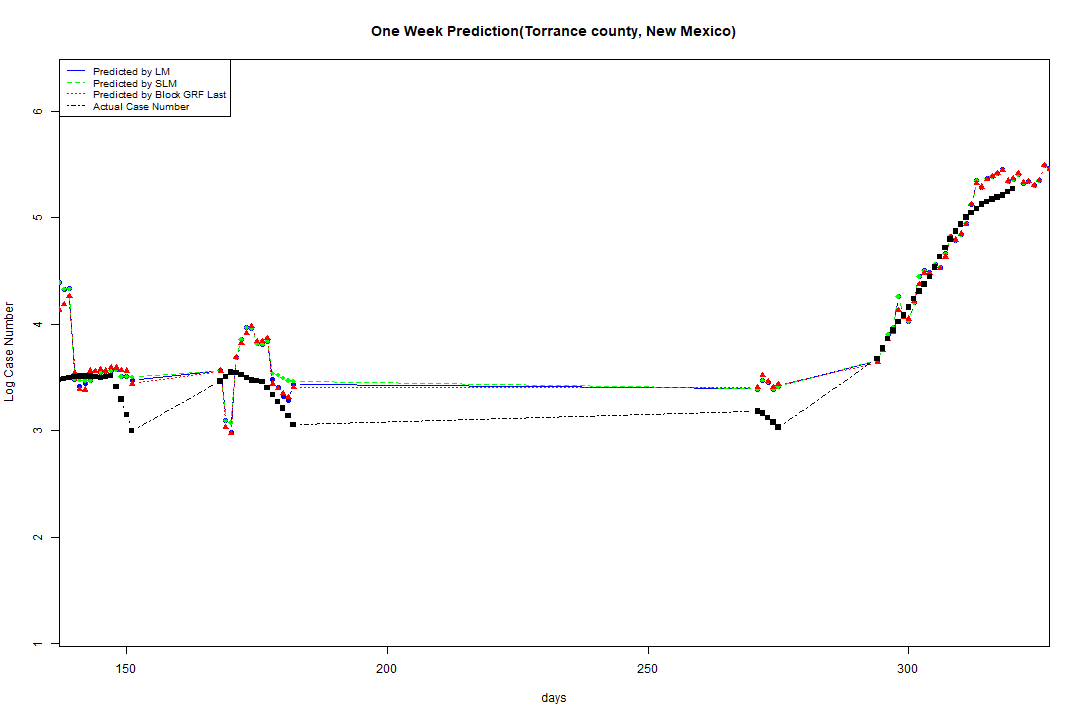 One Week Prediction(Torrance county, New Mexico)
Predicted by LM
Predicted by SLM
Predicted by Block GRF Last
Actual Case Number
6
5
4
3
2
1
Log Case Number
150
200
250
300
days